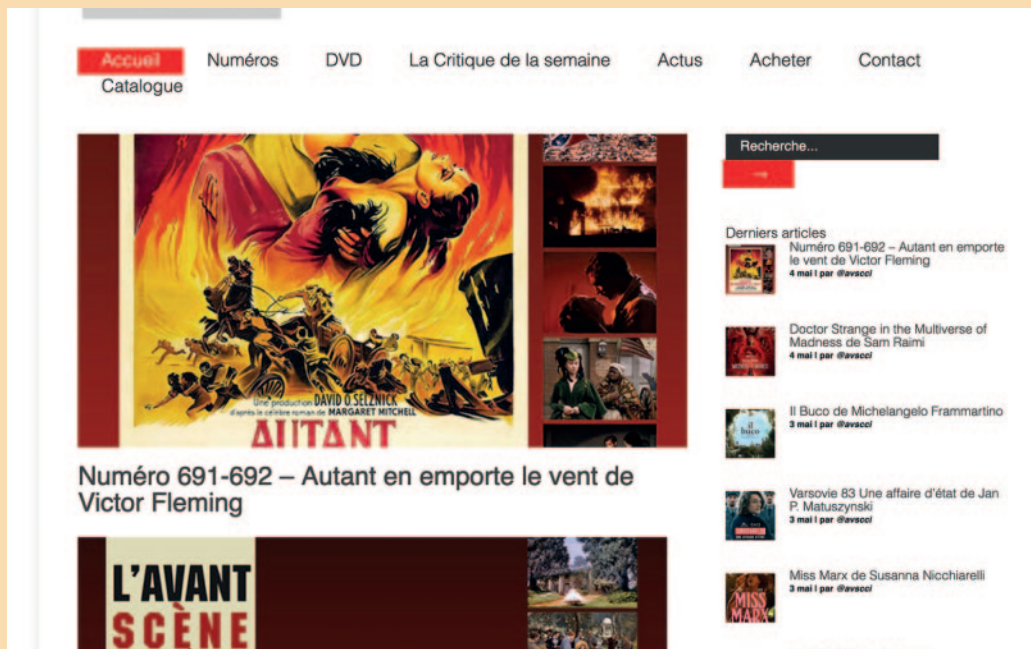 Accueil Numéros DVD La Critique de la semaine Actus Acheter Contact
Catalogue
Une production DAVID O. SELZNICK
d'après le célèbre roman de MARGARET MITCHELL
AUTANT
Numéro 691-692 – Autant en emporte le vent de
Victor Fleming
L'AVANT
SCÈNE
Recherche...
→
Derniers articles
Numéro 691-692 – Autant en emporte
le vent de Victor Fleming
4 mai | par @avscci
Doctor Strange in the Multiverse of
Madness de Sam Raimi
4 mai | par @avscci
il
buco
Il Buco de Michelangelo Frammartino
3 mai | par @avscci
Varsovie 83 Une affaire d'état de Jan
P. Matuszynski
3 mai | par @avscci
MISS
MARX
Miss Marx de Susanna Nicchiarelli
3 mai | par @avscci